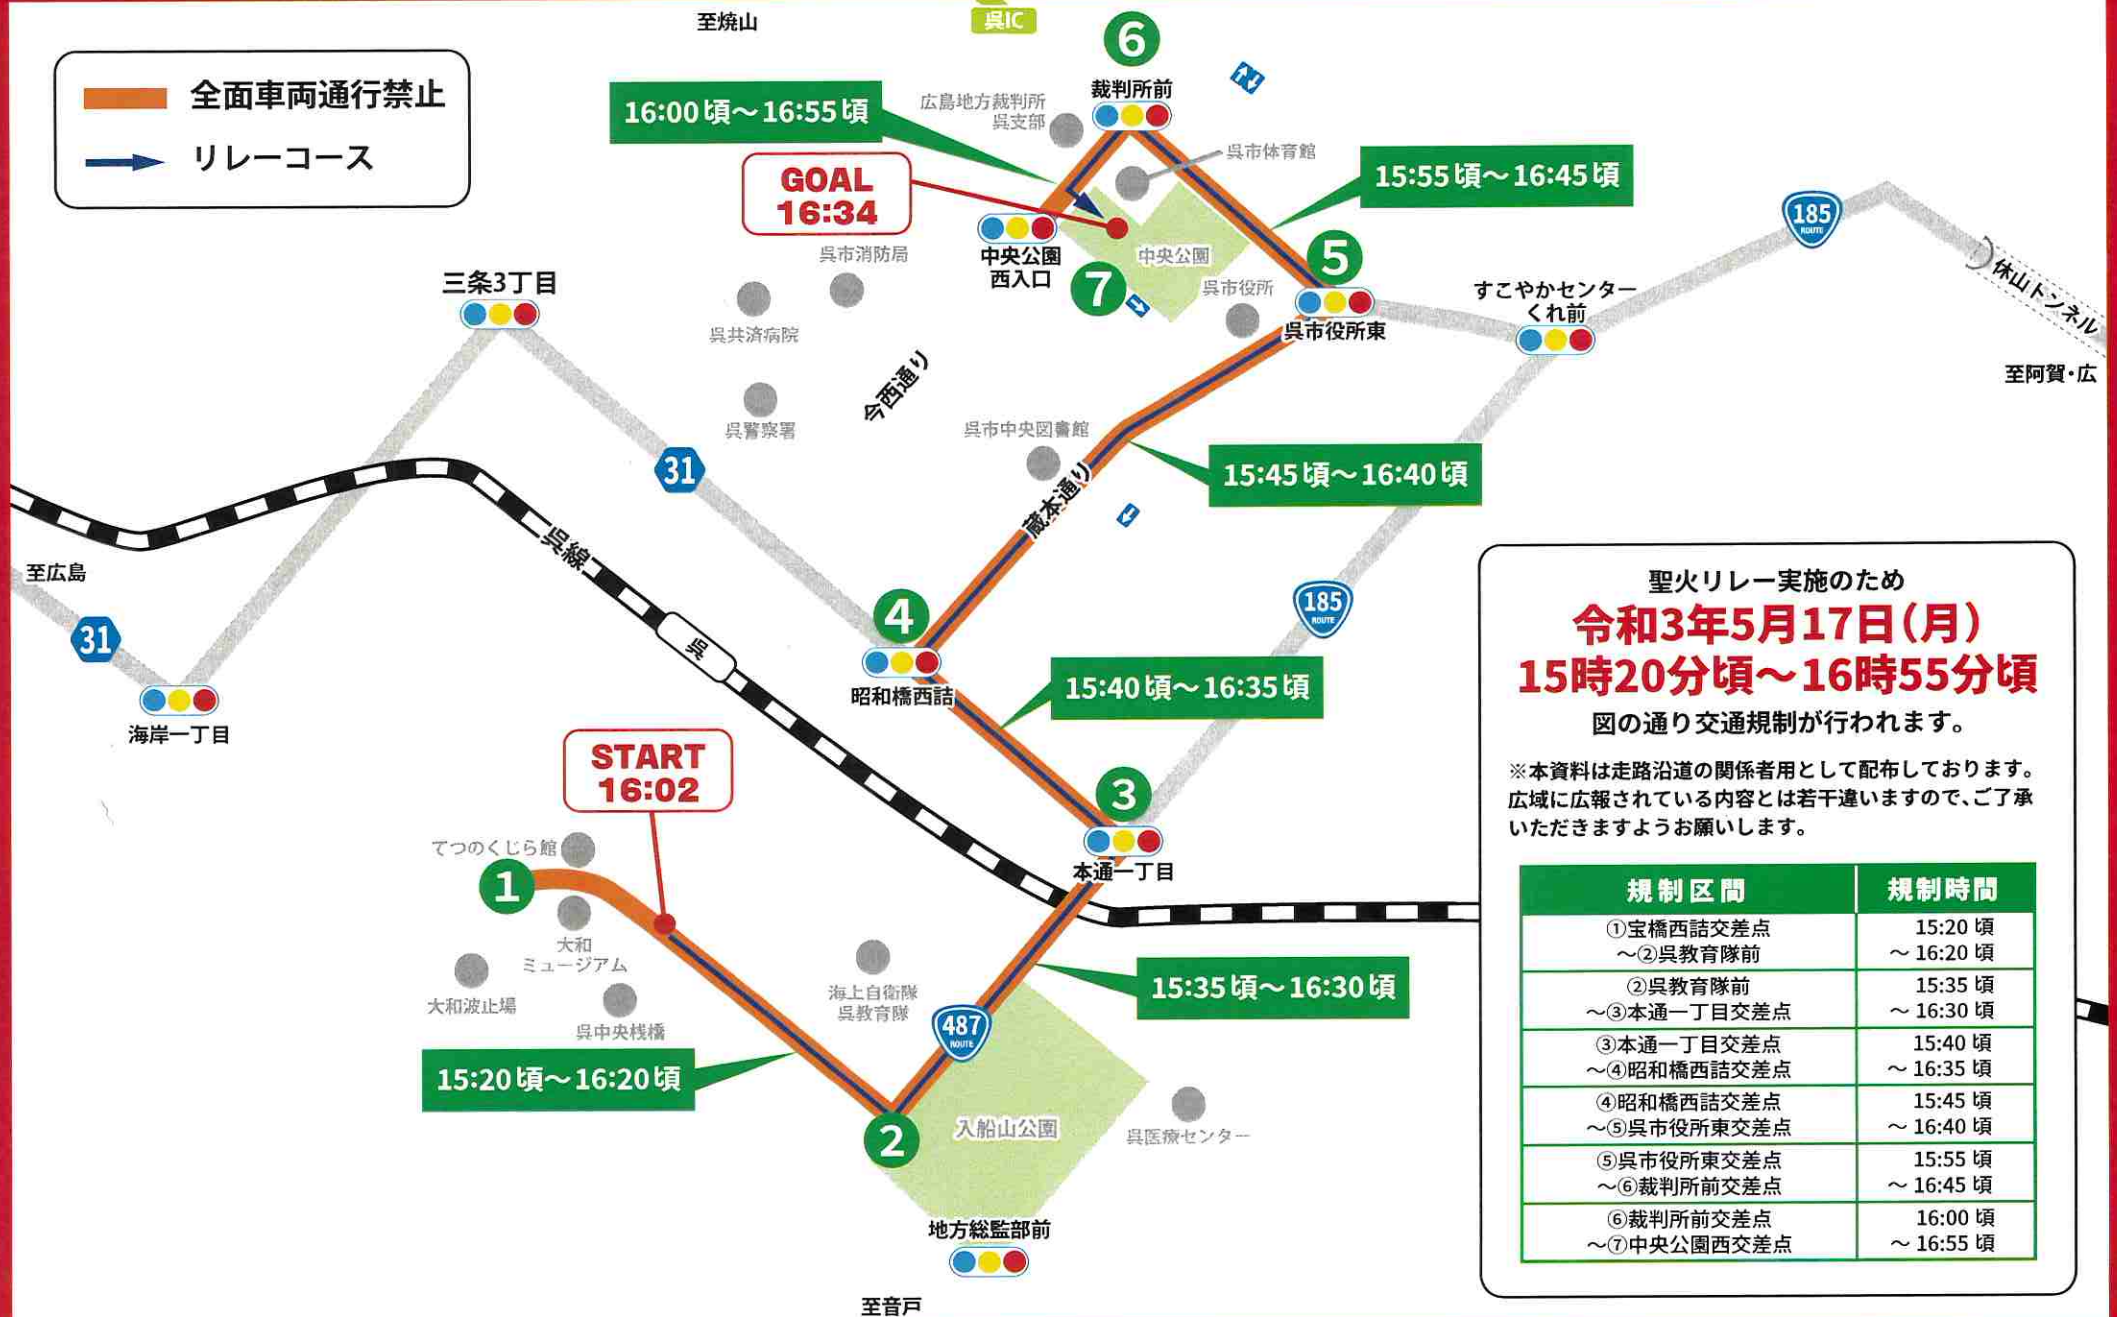 至焼山
呉IC
全面車両通行禁止
リレーコース
16:00頃〜16:55頃
広島地方裁判所
呉支部
6
裁判所前
呉市体育館
15:55頃〜16:45頃
GOAL
16:34
中央公園
西入口
7
中央公園
5
呉市役所
呉市役所東
185
ROUTE
すこやかセンター
くれ前
休山トンネル
至阿賀・広
三条3丁目
呉市消防局
呉共済病院
呉警察署
今西通り
31
呉市中央図書館
蔵本通り
15:45頃〜16:40頃
呉線
呉
至広島
31
海岸一丁目
4
昭和橋西詰
15:40頃〜16:35頃
185
ROUTE
3
本通一丁目
START
16:02
てつのくじら館
1
大和
ミュージアム
大和波止場
呉中央桟橋
海上自衛隊
呉教育隊
487
ROUTE
15:35頃〜16:30頃
15:20頃〜16:20頃
2
入船山公園
呉医療センター
地方総監部前
至音戸
聖火リレー実施のため
令和3年5月17日(月)
15時20分頃〜16時55分頃
図の通り交通規制が行われます。
※本資料は走路沿道の関係者用として配布しております。
広域に広報されている内容とは若干違いますので、ご了承
いただきますようお願いします。
規制区間 規制時間
①宝橋西詰交差点 15:20 頃
〜②呉教育隊前 〜 16:20 頃
②呉教育隊前 15:35 頃
〜③本通一丁目交差点 〜 16:30 頃
③本通一丁目交差点 15:40 頃
〜④昭和橋西詰交差点 〜 16:35 頃
④昭和橋西詰交差点 15:45 頃
〜⑤呉市役所東交差点 〜 16:40 頃
⑤呉市役所東交差点 15:55 頃
〜⑥裁判所前交差点 〜 16:45 頃
⑥裁判所前交差点 16:00 頃
〜⑦中央公園西交差点 〜 16:55 頃